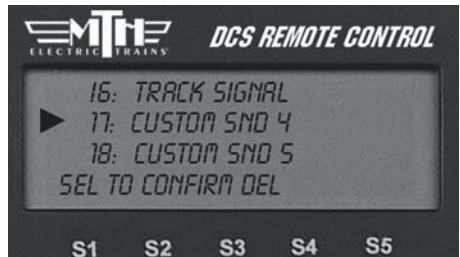 MTH
ELECTRIC TRAINS
DCS REMOTE CONTROL
16: TRACK SIGNAL
17: CUSTOM SND 4
18: CUSTOM SND 5
SEL TO CONFIRM DEL
S1 S2 S3 S4 S5